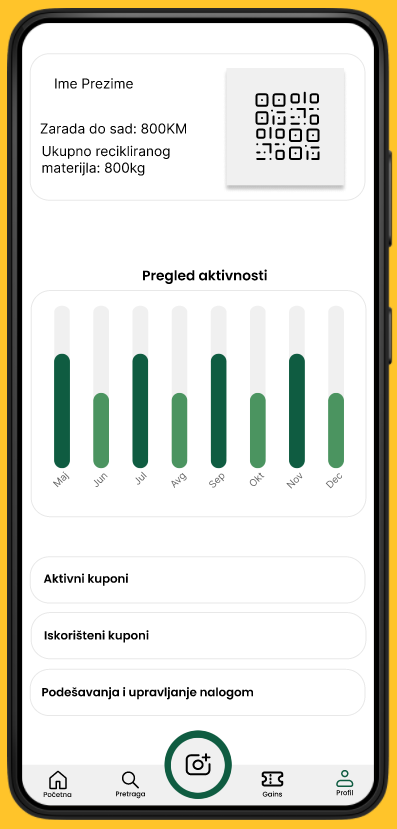 Ime Prezime
Zarada do sad: 800KM
Ukupno recikliranog
materijla: 800kg
Pregled aktivnosti
Maj
Jun
Jul
Avg
Sep
Okt
Nov
Dec
Aktivni kuponi
Iskorišteni kuponi
Podešavanja i upravljanje nalogom
Početna
Pretraga
Gains
Profil